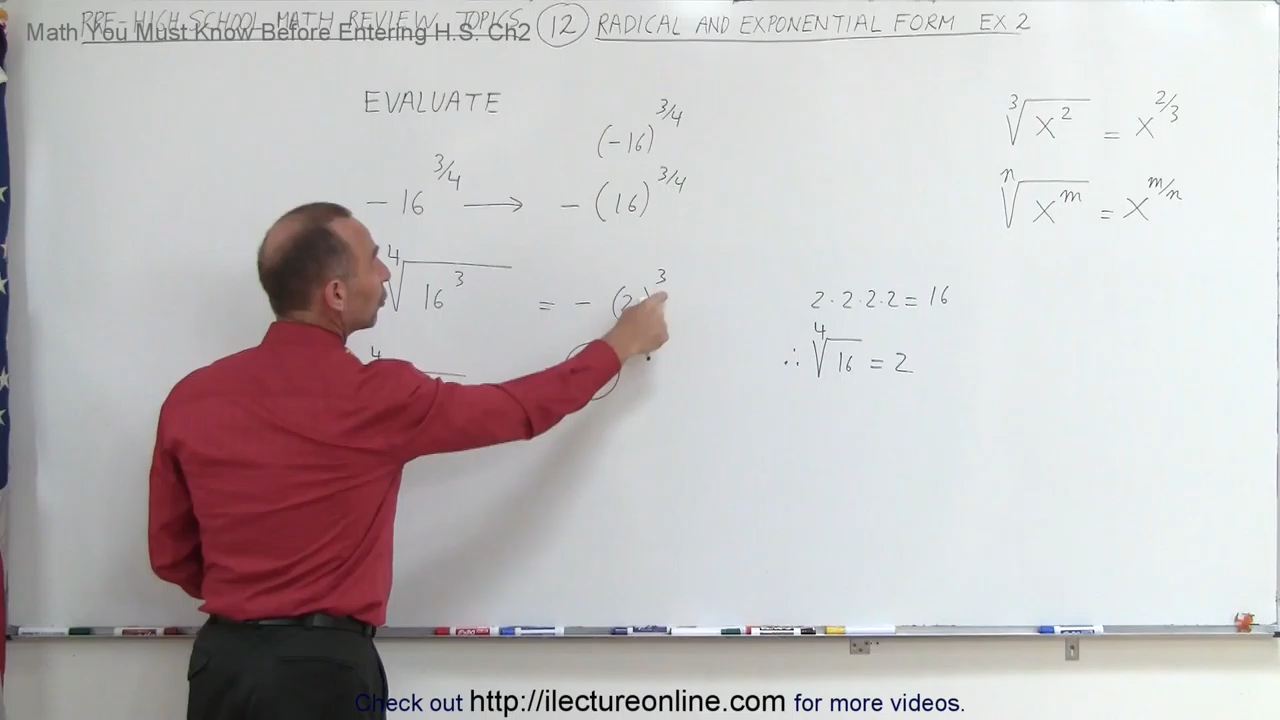 PRE-HIGH SCHOOL MATH REVIEW TOPICS (12) RADICAL AND EXPONENTIAL FORM EX 2
Math You Must Know Before Entering H.S. Ch2
EVALUATE
(-16)^{3/4}
-16^{3/4} → -(16)^{3/4}
∜16³ = -(2)³
4
∛x² = x^{2/3}
ⁿ√x^m = x^{m/n}
2·2·2·2 = 16
∴ ∜16 = 2
Check out http://ilectureonline.com for more videos.